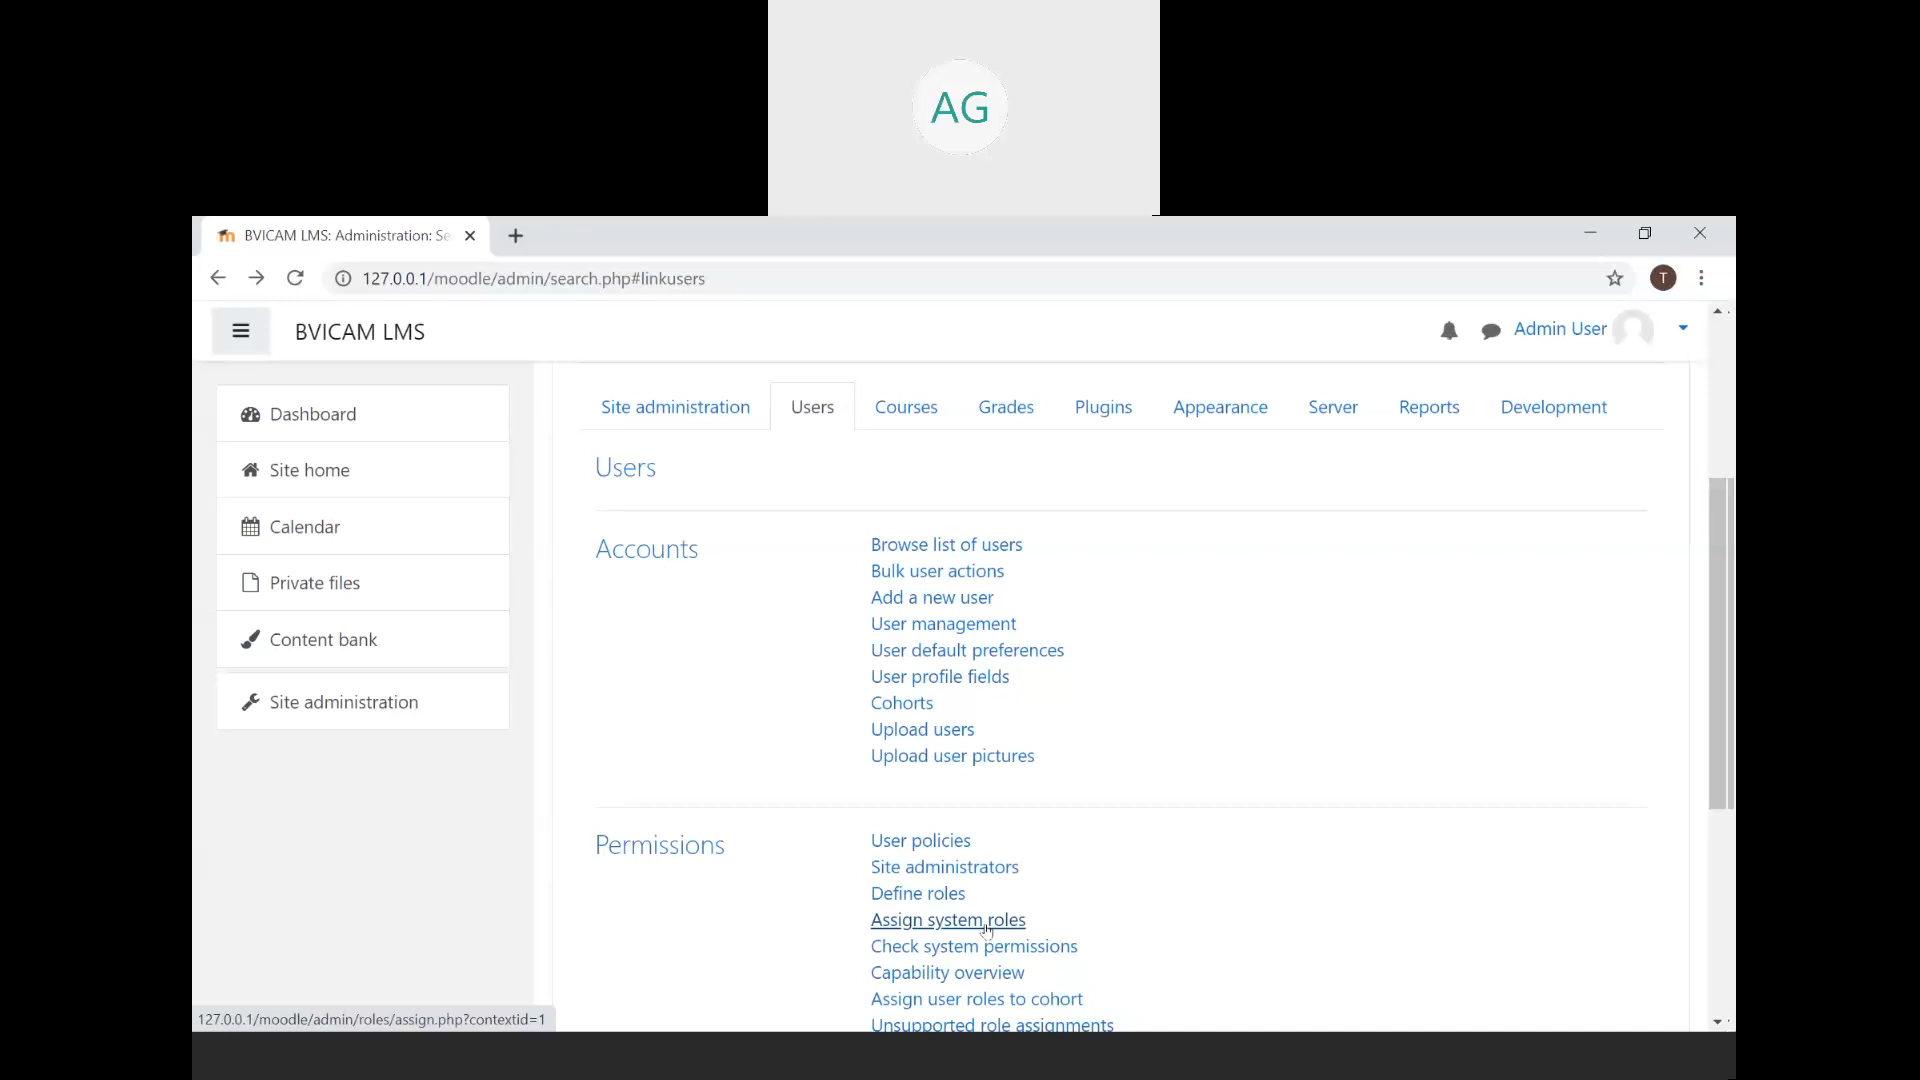 AG
BVICAM LMS: Administration: Se
127.0.0.1/moodle/admin/search.php#linkusers
T
BVICAM LMS
Admin User
Dashboard
Site home
Calendar
Private files
Content bank
Site administration
Site administration
Users
Courses
Grades
Plugins
Appearance
Server
Reports
Development
Users
Accounts
Browse list of users
Bulk user actions
Add a new user
User management
User default preferences
User profile fields
Cohorts
Upload users
Upload user pictures
Permissions
User policies
Site administrators
Define roles
Assign system roles
Check system permissions
Capability overview
Assign user roles to cohort
Unsupported role assignments
127.0.0.1/moodle/admin/roles/assign.php?contextid=1